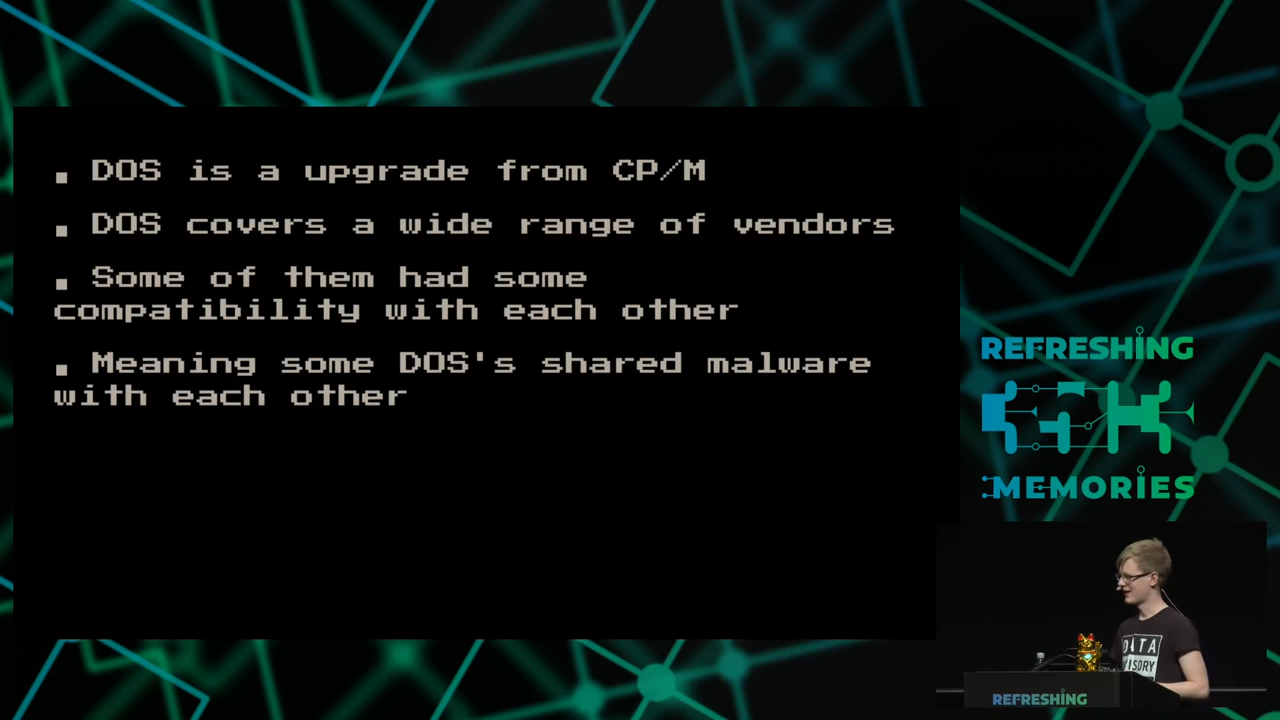 . DOS is a upgrade from CP/M
. DOS covers a wide range of vendors
. Some of them had some
compatibility with each other
. Meaning some DOS's shared malware
with each other
REFRESHING
MEMORIES
DATA
REFRESHING